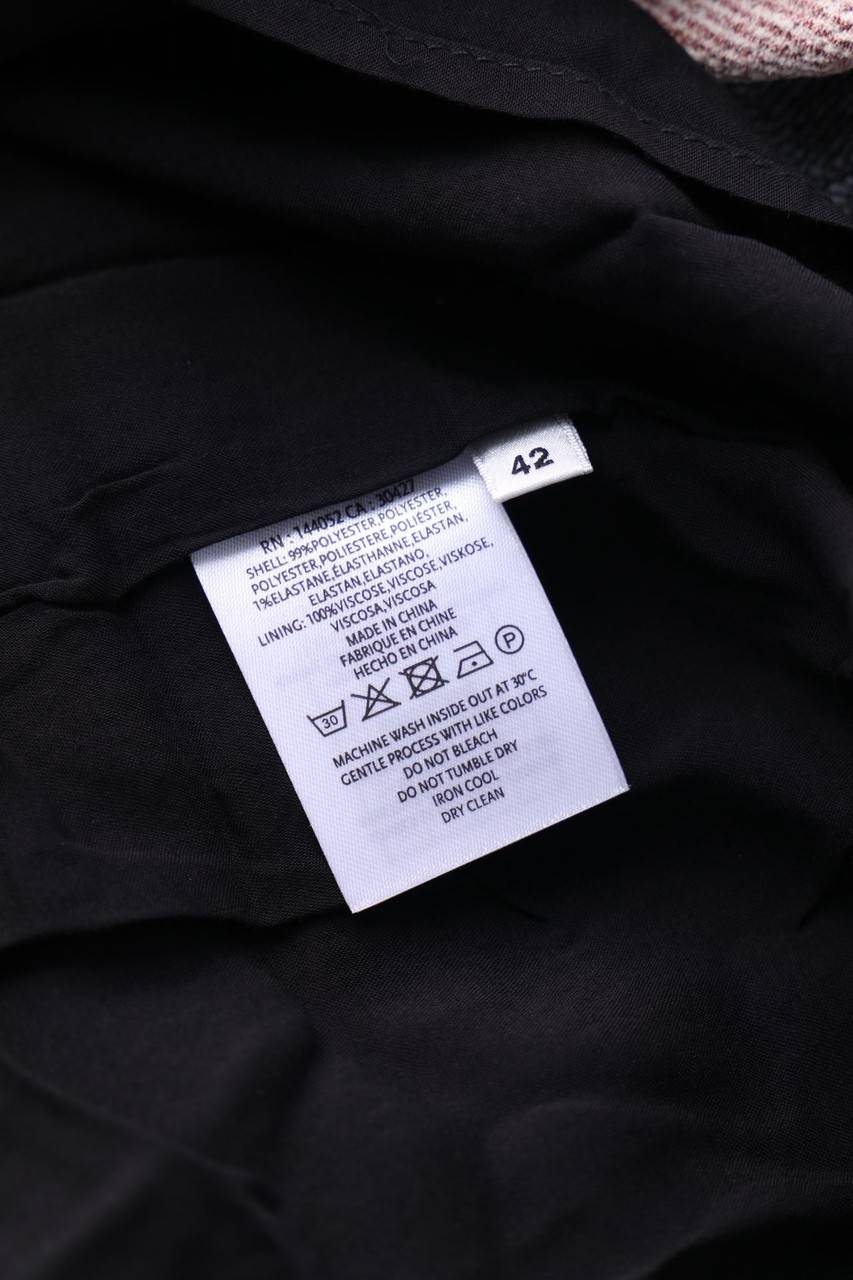 42
RN : 144052 CA : 30427
SHELL: 99%POLYESTER,POLYESTER,
POLYESTER,POLIESTERE,POLIÉSTER,
1%ELASTANE,ÉLASTHANNE,ELASTAN,
ELASTAN,ELASTANO,
LINING: 100%VISCOSE,VISCOSE,VISKOSE,
VISCOSA,VISCOSA
MADE IN CHINA
FABRIQUE EN CHINE
HECHO EN CHINA
30 P
MACHINE WASH INSIDE OUT AT 30°C
GENTLE PROCESS WITH LIKE COLORS
DO NOT BLEACH
DO NOT TUMBLE DRY
IRON COOL
DRY CLEAN